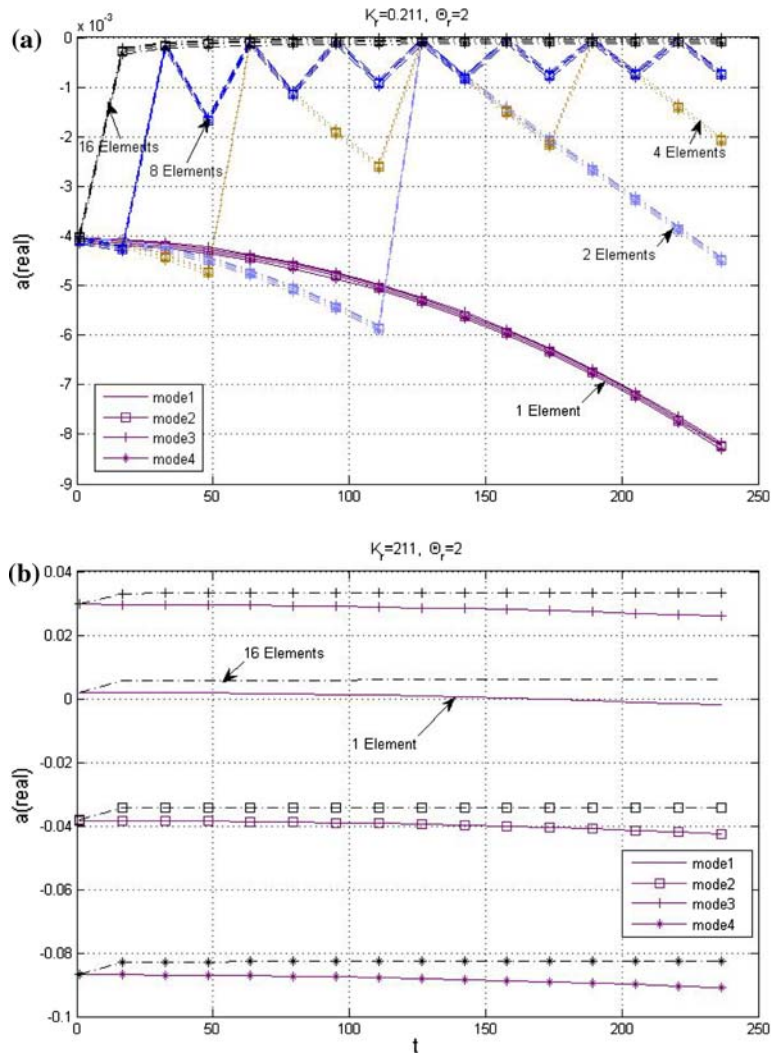 K_r=0.211, Θ_r=2
(a)
× 10^-3
0
-1
-2
-3
-4
-5
-6
-7
-8
-9
a(real)
16 Elements
8 Elements
4 Elements
2 Elements
1 Element
mode1
mode2
mode3
mode4
0 50 100 150 200 250
K_r=211, Θ_r=2
(b)
0.04
0.02
0
-0.02
-0.04
-0.06
-0.08
-0.1
a(real)
16 Elements
1 Element
mode1
mode2
mode3
mode4
0 50 100 150 200 250
t